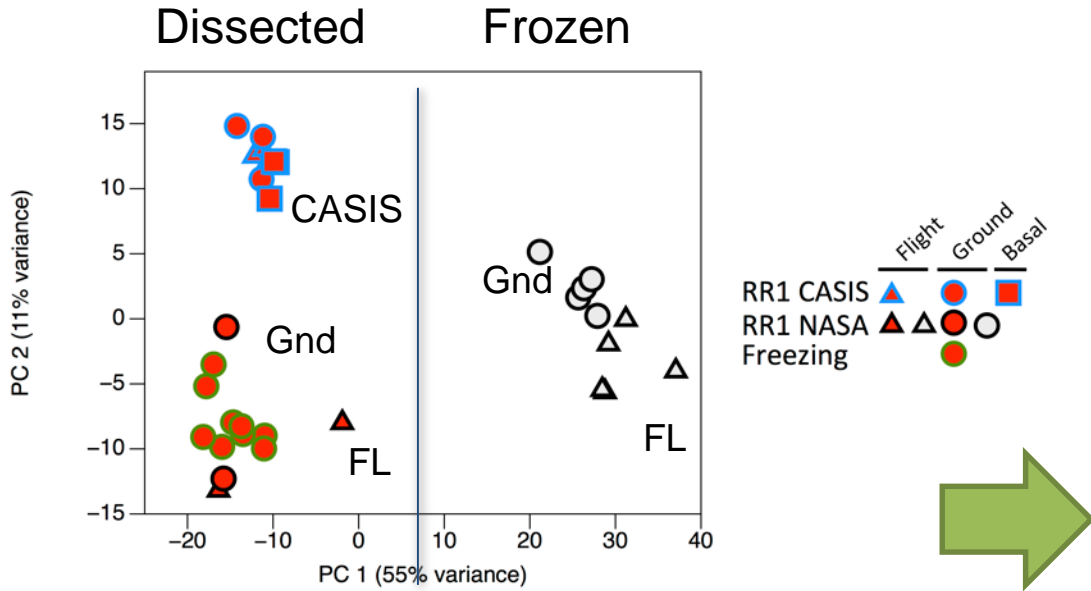 Dissected
Frozen
15
10
5
0
−5
−10
−15
PC 2 (11% variance)
CASIS
Gnd
FL
Gnd
FL
−20
−10
0
10
20
30
40
PC 1 (55% variance)
Flight
Ground
Basal
RR1 CASIS
RR1 NASA
Freezing